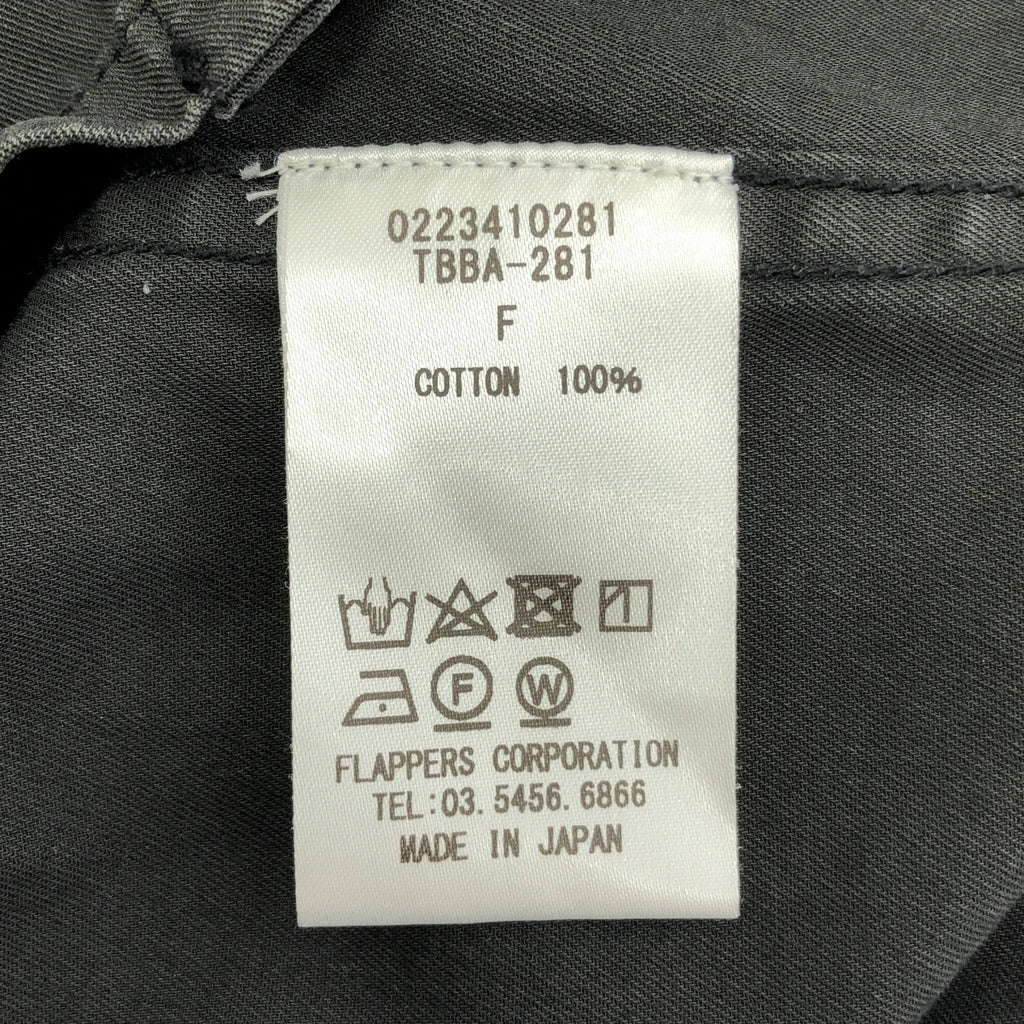 0223410281
TBBA-281
F
COTTON 100%
F W
FLAPPERS CORPORATION
TEL:03.5456.6866
MADE IN JAPAN